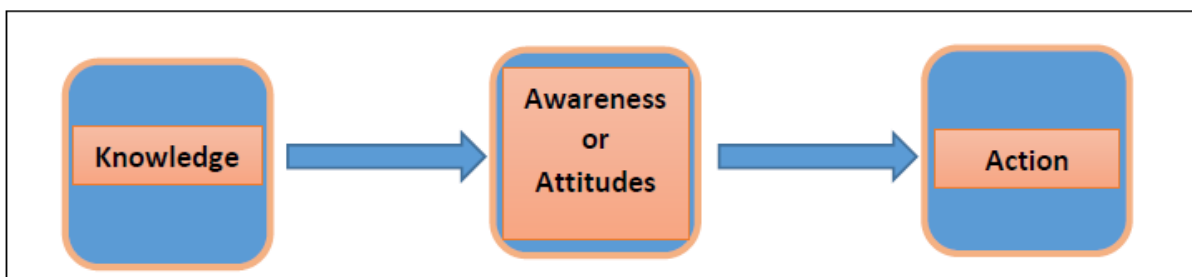 Knowledge
Awareness
or
Attitudes
Action